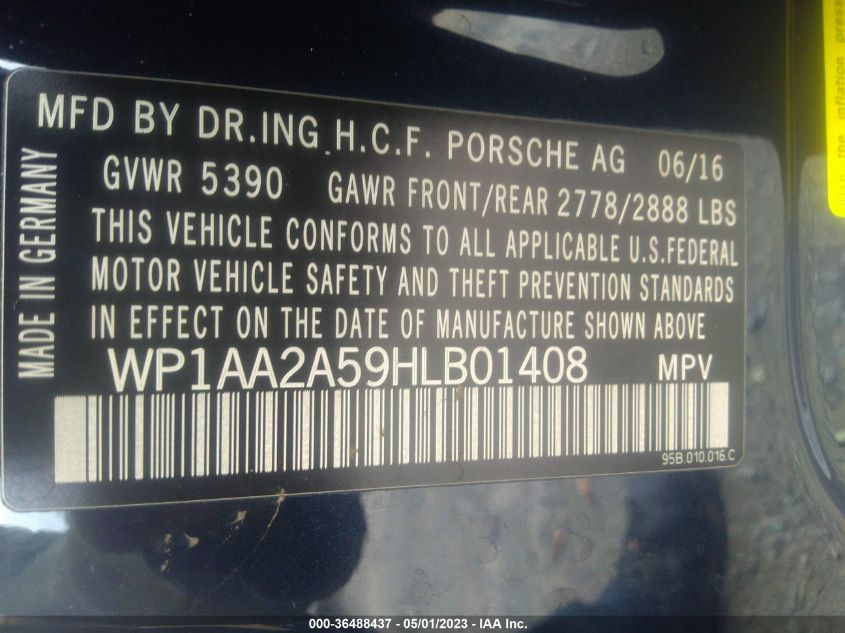 MFD BY DR.ING.H.C.F. PORSCHE AG 06/16
GVWR 5390 GAWR FRONT/REAR 2778/2888 LBS
THIS VEHICLE CONFORMS TO ALL APPLICABLE U.S.FEDERAL
MOTOR VEHICLE SAFETY AND THEFT PREVENTION STANDARDS
IN EFFECT ON THE DATE OF MANUFACTURE SHOWN ABOVE
WP1AA2A59HLB01408 MPV
95B.010.016.C
MADE IN GERMANY
the inflation
000-36488437 - 05/01/2023 - IAA Inc.